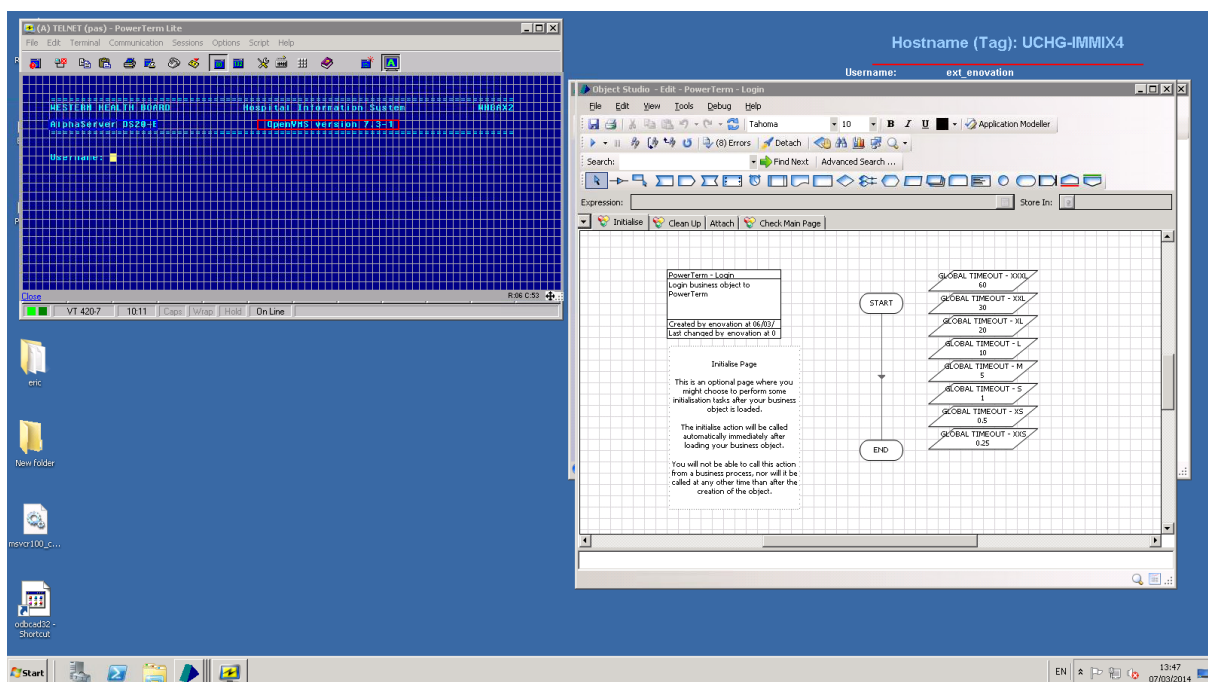 Hostname (Tag): UCHG-IMMIX4
Username: ext_enovation
(A) TELNET (pas) - PowerTerm Lite
File Edit Terminal Communication Sessions Options Script Help
WESTERN HEALTH BOARD Hospital Information System WHBAX2
AlphaServer DS20-E OpenVMS version 7.3-1
Username:
Close R:06 C:53
VT 420-7 10:11 Caps Wrap Hold On Line
Object Studio - Edit - PowerTerm - Login
File Edit View Tools Debug Help
Tahoma 10 B I U Application Modeller
(8) Errors Detach
Search: Find Next Advanced Search ...
Expression: Store In:
Initialise Clean Up Attach Check Main Page
PowerTerm - Login
Login business object to
PowerTerm
Created by enovation at 06/03/
Last changed by enovation at 0
Initialise Page
This is an optional page where you
might choose to perform some
initialisation tasks after your business
object is loaded.
The initialise action will be called
automatically immediately after
loading your business object.
You will not be able to call this action
from a business process, nor will it be
called at any other time than after the
creation of the object.
START
END
GLOBAL TIMEOUT - XXXL
60
GLOBAL TIMEOUT - XXL
30
GLOBAL TIMEOUT - XL
20
GLOBAL TIMEOUT - L
10
GLOBAL TIMEOUT - M
5
GLOBAL TIMEOUT - S
1
GLOBAL TIMEOUT - XS
0.5
GLOBAL TIMEOUT - XXS
0.25
eric
New folder
msvcr100_c...
odbcad32 -
Shortcut
Start
EN
13:47
07/03/2014